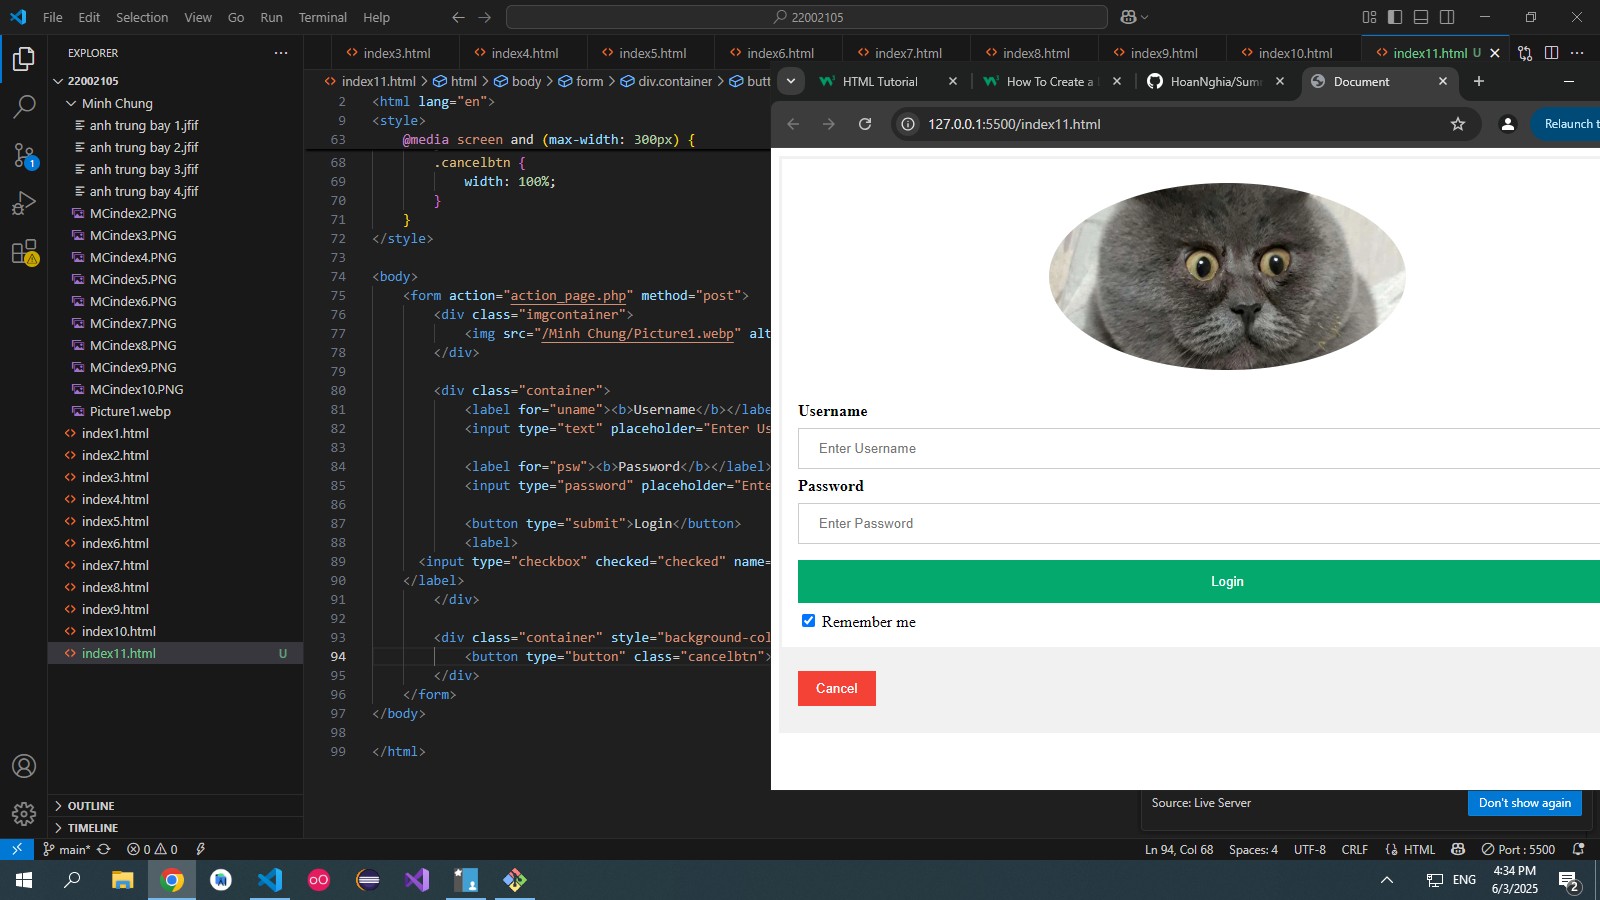 File Edit Selection View Go Run Terminal Help
22002105
EXPLORER
index3.html index4.html index5.html index6.html index7.html index8.html index9.html index10.html index11.html U
index11.html > html > body > form > div.container > butt
22002105
Minh Chung
anh trung bay 1.jfif
anh trung bay 2.jfif
anh trung bay 3.jfif
anh trung bay 4.jfif
MCindex2.PNG
MCindex3.PNG
MCindex4.PNG
MCindex5.PNG
MCindex6.PNG
MCindex7.PNG
MCindex8.PNG
MCindex9.PNG
MCindex10.PNG
Picture1.webp
index1.html
index2.html
index3.html
index4.html
index5.html
index6.html
index7.html
index8.html
index9.html
index10.html
index11.html U
OUTLINE
TIMELINE
2 <html lang="en">
9 <style>
63 @media screen and (max-width: 300px) {
68 .cancelbtn {
69 width: 100%;
70 }
71 }
72 </style>
73
74 <body>
75 <form action="action_page.php" method="post">
76 <div class="imgcontainer">
77 <img src="/Minh Chung/Picture1.webp" alt
78 </div>
79
80 <div class="container">
81 <label for="uname"><b>Username</b></labe
82 <input type="text" placeholder="Enter Us
83
84 <label for="psw"><b>Password</b></label>
85 <input type="password" placeholder="Ente
86
87 <button type="submit">Login</button>
88 <label>
89 <input type="checkbox" checked="checked" name=
90 </label>
91 </div>
92
93 <div class="container" style="background-col
94 <button type="button" class="cancelbtn">
95 </div>
96 </form>
97 </body>
98
99 </html>
HTML Tutorial How To Create a HoanNghia/Sum Document
127.0.0.1:5500/index11.html
Relaunch t
Username
Enter Username
Password
Enter Password
Login
Remember me
Cancel
Source: Live Server
Don't show again
main* 0 0
Ln 94, Col 68 Spaces: 4 UTF-8 CRLF HTML Port : 5500
ENG
4:34 PM
6/3/2025
2
1